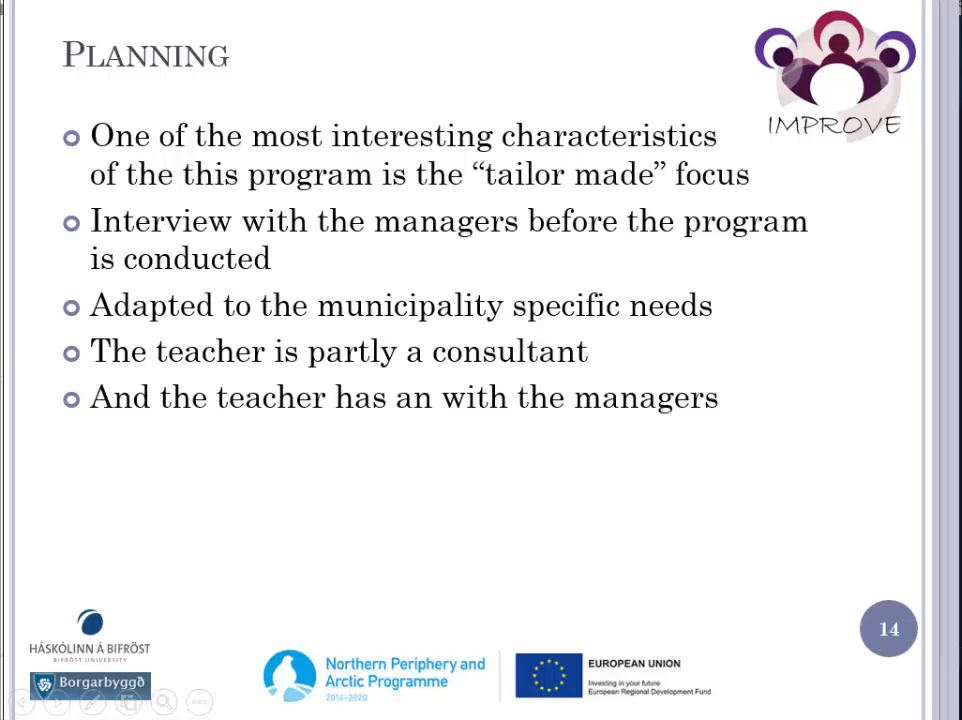 PLANNING
IMPROVE
One of the most interesting characteristics
of the this program is the “tailor made” focus
Interview with the managers before the program
is conducted
Adapted to the municipality specific needs
The teacher is partly a consultant
And the teacher has an with the managers
14
HÁSKÓLINN Á BIFRÖST
BIFRÖST UNIVERSITY
Borgarbyggð
Northern Periphery and
Arctic Programme
2014–2020
EUROPEAN UNION
Investing in your future
European Regional Development Fund